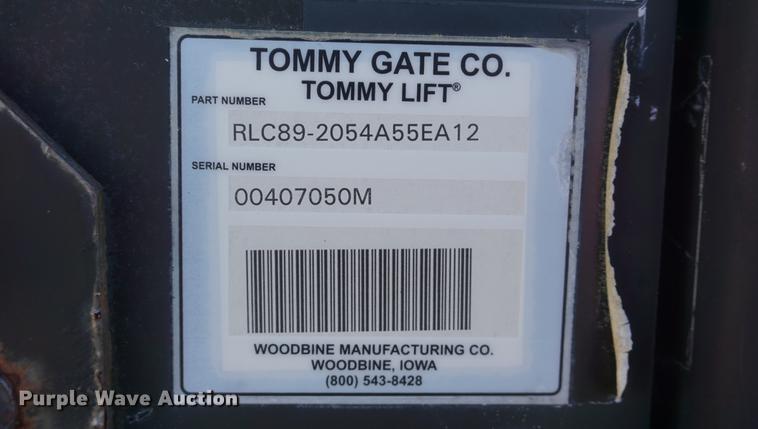 TOMMY GATE CO.
TOMMY LIFT®
PART NUMBER
RLC89-2054A55EA12
SERIAL NUMBER
00407050M
WOODBINE MANUFACTURING CO.
WOODBINE, IOWA
(800) 543-8428
Purple Wave Auction